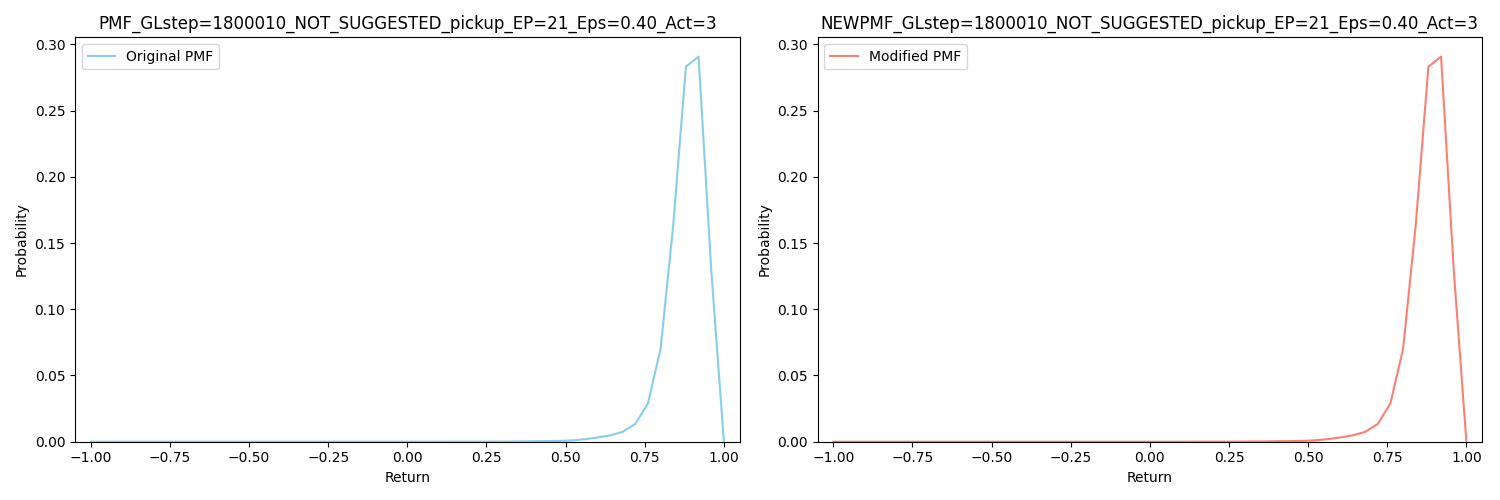 PMF_GLstep=1800010_NOT_SUGGESTED_pickup_EP=21_Eps=0.40_Act=3
Original PMF
0.30
0.25
0.20
0.15
0.10
0.05
0.00
Probability
−1.00 −0.75 −0.50 −0.25 0.00 0.25 0.50 0.75 1.00
Return
NEWPMF_GLstep=1800010_NOT_SUGGESTED_pickup_EP=21_Eps=0.40_Act=3
Modified PMF
0.30
0.25
0.20
0.15
0.10
0.05
0.00
Probability
−1.00 −0.75 −0.50 −0.25 0.00 0.25 0.50 0.75 1.00
Return